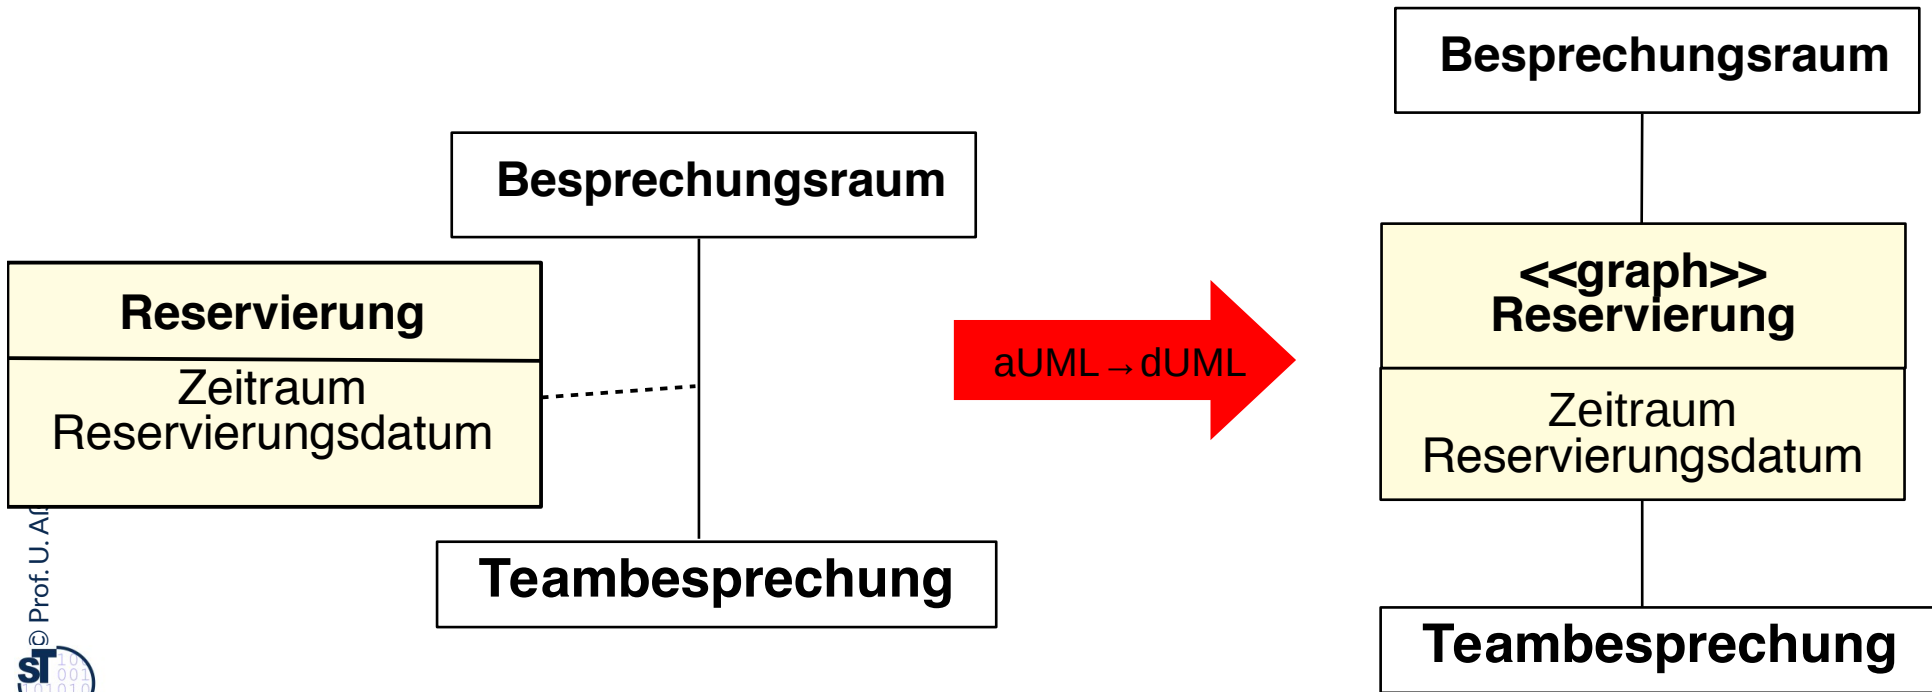 Besprechungsraum
Reservierung
Zeitraum
Reservierungsdatum
Teambesprechung
aUML→dUML
Besprechungsraum
<<graph>>
Reservierung
Zeitraum
Reservierungsdatum
Teambesprechung
© Prof. U.
ST